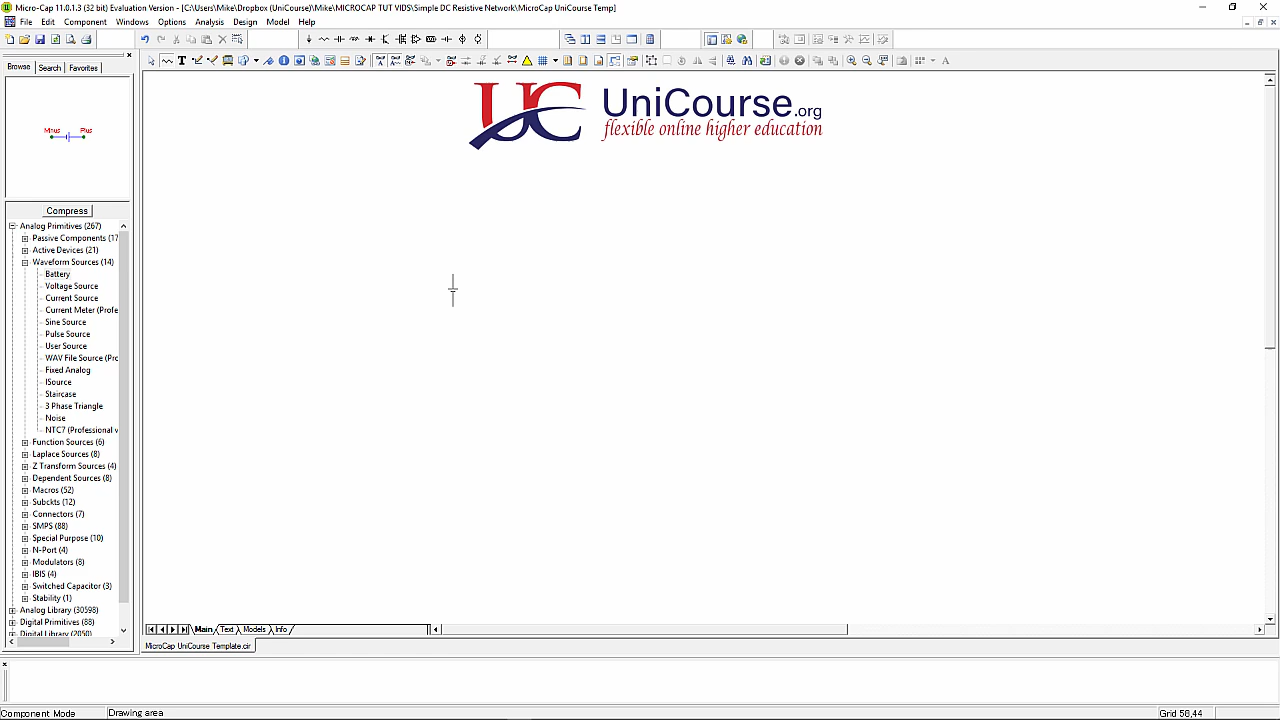 Micro-Cap 11.0.1.3 (32 bit) Evaluation Version - [C:\Users\Mike\Dropbox (UniCourse)\Mike\MICROCAP TUT VIDS\Simple DC Resistive Network\MicroCap UniCourse Temp]
File Edit Component Windows Options Analysis Design Model Help
Browse Search Favorites
UC UniCourse.org
flexible online higher education
Minus Plus
Compress
Analog Primitives (267)
Passive Components (17
Active Devices (21)
Waveform Sources (14)
Battery
Voltage Source
Current Source
Current Meter (Profe
Sine Source
Pulse Source
User Source
WAV File Source (Pro
Fixed Analog
ISource
Staircase
3 Phase Triangle
Noise
NTC7 (Professional v
Function Sources (6)
Laplace Sources (8)
Z Transform Sources (4)
Dependent Sources (8)
Macros (52)
Subckts (12)
Connectors (7)
SMPS (88)
Special Purpose (10)
N-Port (4)
Modulators (8)
IBIS (4)
Switched Capacitor (3)
Stability (1)
Analog Library (30598)
Digital Primitives (88)
Digital Library (2050)
Main Text Models Info
MicroCap UniCourse Template.cir
Component Mode Drawing area Grid 58,44